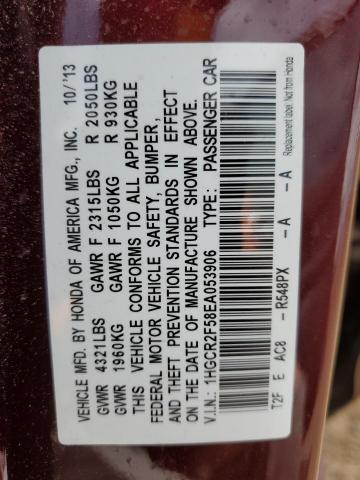 VEHICLE MFD. BY HONDA OF AMERICA MFG., INC. 10/'13
GVWR 4321LBS GAWR F 2315LBS R 2050LBS
GVWR 1960KG GAWR F 1050KG R 930KG
THIS VEHICLE CONFORMS TO ALL APPLICABLE
FEDERAL MOTOR VEHICLE SAFETY, BUMPER,
AND THEFT PREVENTION STANDARDS IN EFFECT
ON THE DATE OF MANUFACTURE SHOWN ABOVE.
V.I.N.: 1HGCR2F58EA053906 TYPE: PASSENGER CAR
T2F E AC8 -R548PX -A -A
Replacement Label, Not from Honda